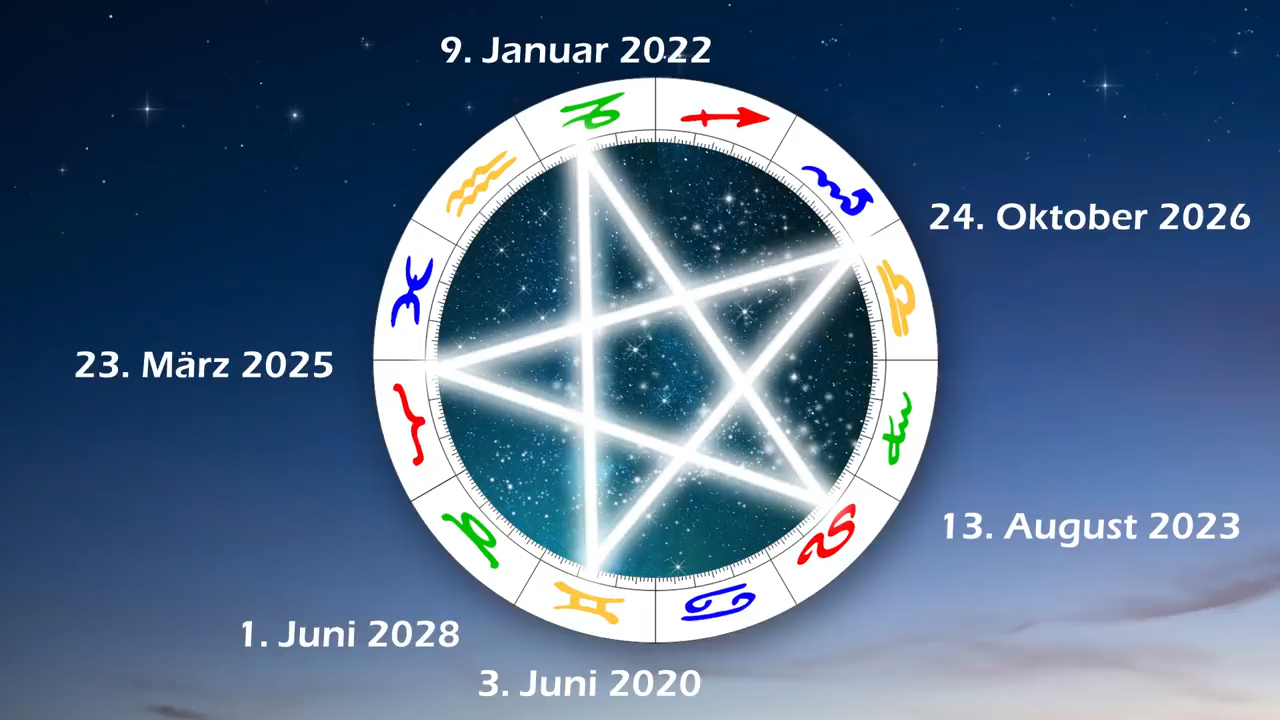 9. Januar 2022
24. Oktober 2026
23. März 2025
13. August 2023
1. Juni 2028
3. Juni 2020